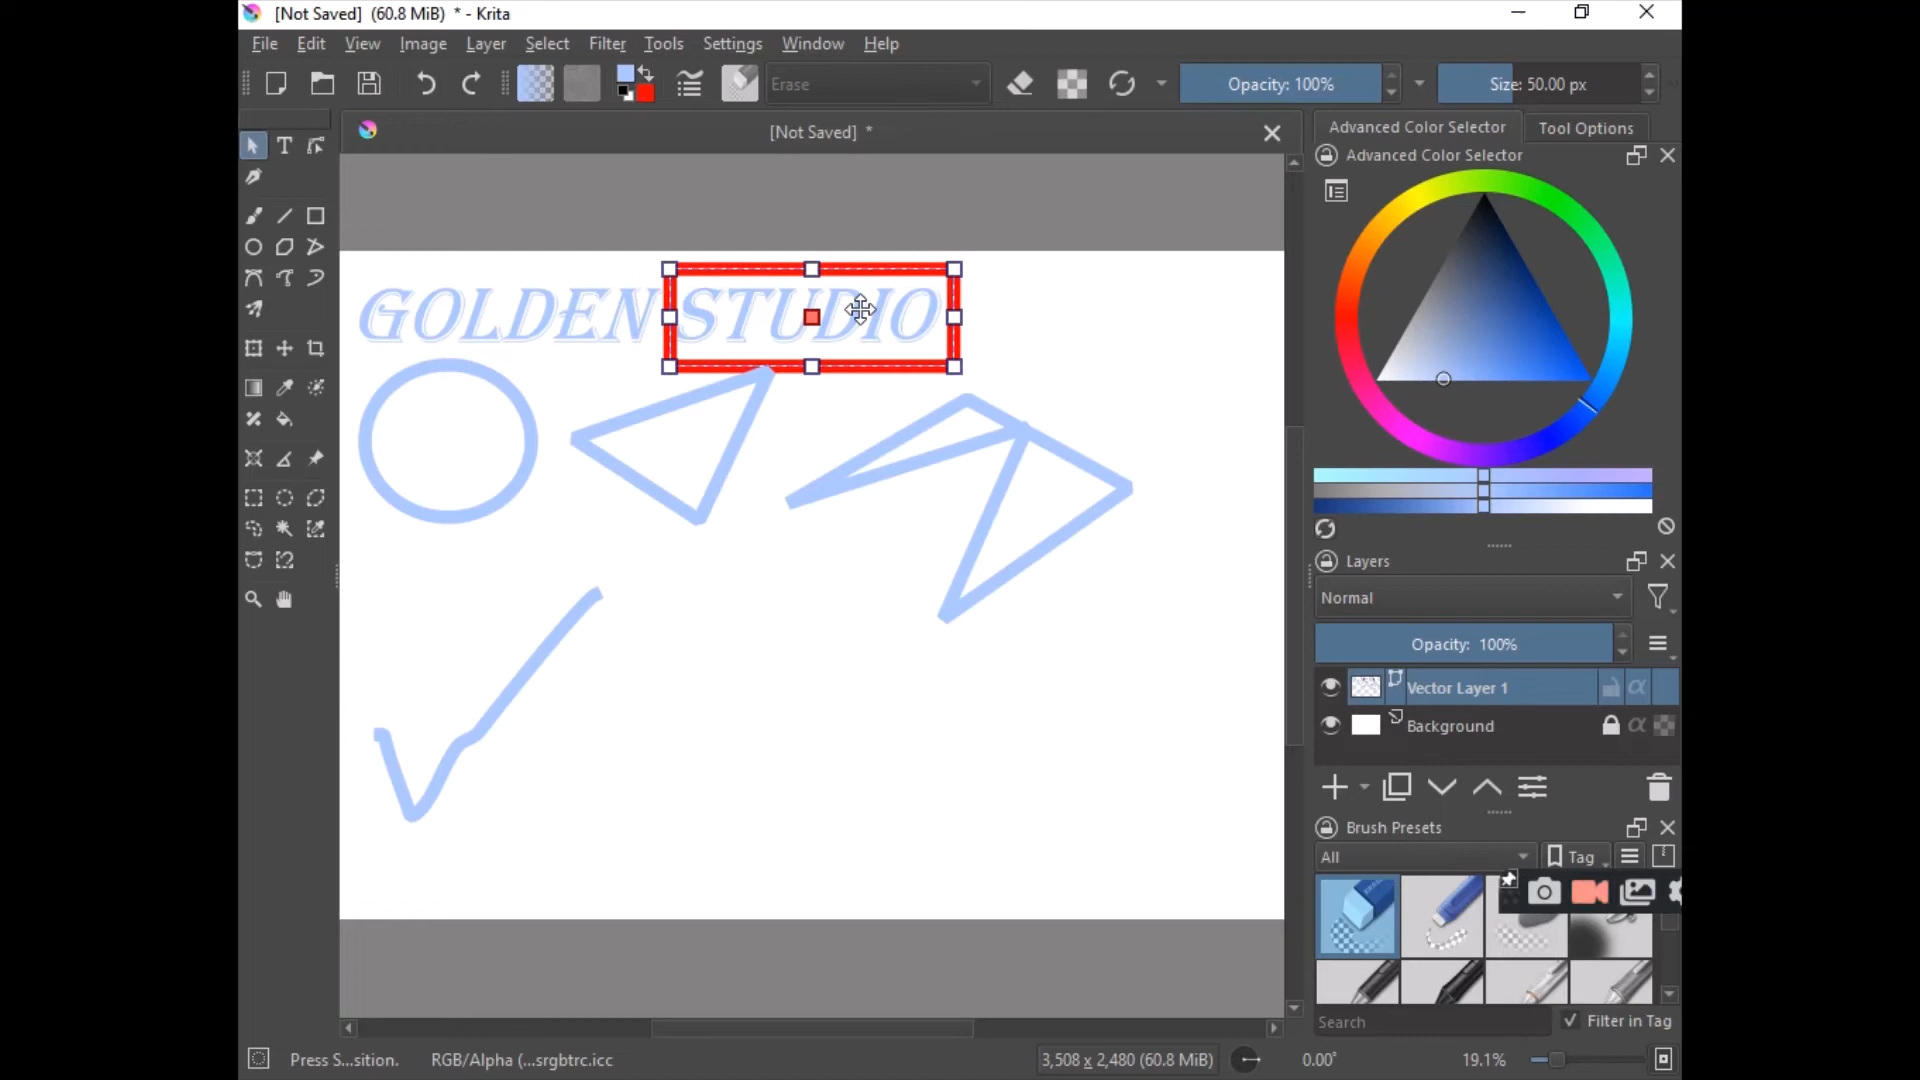 [Not Saved] (60.8 MiB) * - Krita
File Edit View Image Layer Select Filter Tools Settings Window Help
Erase
Opacity: 100%
Size: 50.00 px
[Not Saved] *
Advanced Color Selector
Tool Options
Advanced Color Selector
GOLDEN STUDIO
Layers
Normal
Opacity: 100%
Vector Layer 1
Background
Brush Presets
All
Tag
Search
Filter in Tag
Press S...sition.
RGB/Alpha (...srgbtrc.icc
3,508 x 2,480 (60.8 MiB)
0.00°
19.1%